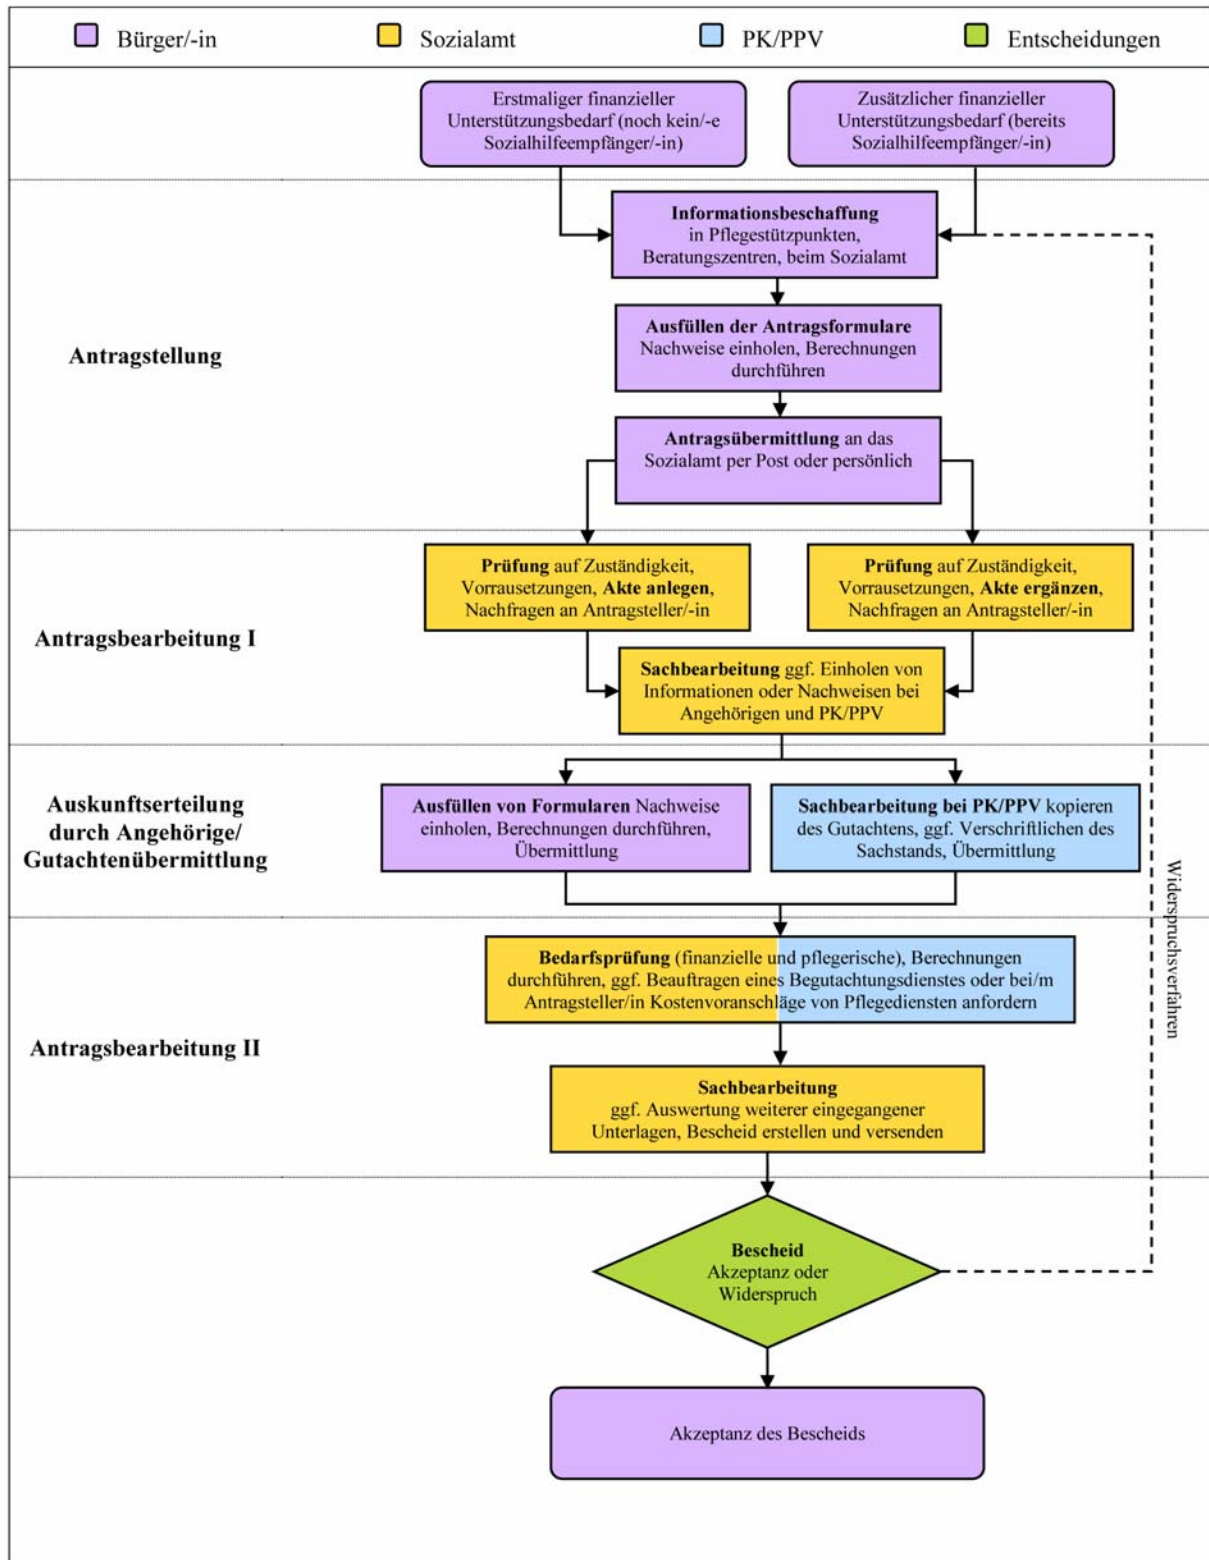 Bürger/-in
Sozialamt
PK/PPV
Entscheidungen
Erstmaliger finanzieller
Unterstützungsbedarf (noch kein/-e
Sozialhilfeempfänger/-in)
Zusätzlicher finanzieller
Unterstützungsbedarf (bereits
Sozialhilfeempfänger/-in)
Antragstellung
Informationsbeschaffung
in Pflegestützpunkten,
Beratungszentren, beim Sozialamt
Ausfüllen der Antragsformulare
Nachweise einholen, Berechnungen
durchführen
Antragsübermittlung an das
Sozialamt per Post oder persönlich
Antragsbearbeitung I
Prüfung auf Zuständigkeit,
Vorrausetzungen, Akte anlegen,
Nachfragen an Antragsteller/-in
Prüfung auf Zuständigkeit,
Vorrausetzungen, Akte ergänzen,
Nachfragen an Antragsteller/-in
Sachbearbeitung ggf. Einholen von
Informationen oder Nachweisen bei
Angehörigen und PK/PPV
Auskunftserteilung
durch Angehörige/
Gutachtenübermittlung
Ausfüllen von Formularen Nachweise
einholen, Berechnungen durchführen,
Übermittlung
Sachbearbeitung bei PK/PPV kopieren
des Gutachtens, ggf. Verschriftlichen des
Sachstands, Übermittlung
Widerspruchsverfahren
Antragsbearbeitung II
Bedarfsprüfung (finanzielle und pflegerische), Berechnungen
durchführen, ggf. Beauftragen eines Begutachtungsdienstes oder bei/m
Antragsteller/in Kostenvoranschläge von Pflegediensten anfordern
Sachbearbeitung
ggf. Auswertung weiterer eingegangener
Unterlagen, Bescheid erstellen und versenden
Bescheid
Akzeptanz oder
Widerspruch
Akzeptanz des Bescheids